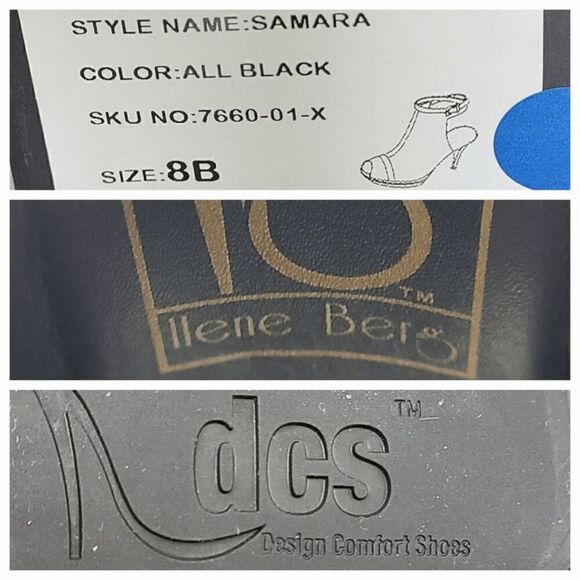 STYLE NAME:SAMARA
COLOR:ALL BLACK
SKU NO:7660-01-X
SIZE:8B
TM
Ilene Berg
dcs TM
Design Comfort Shoes